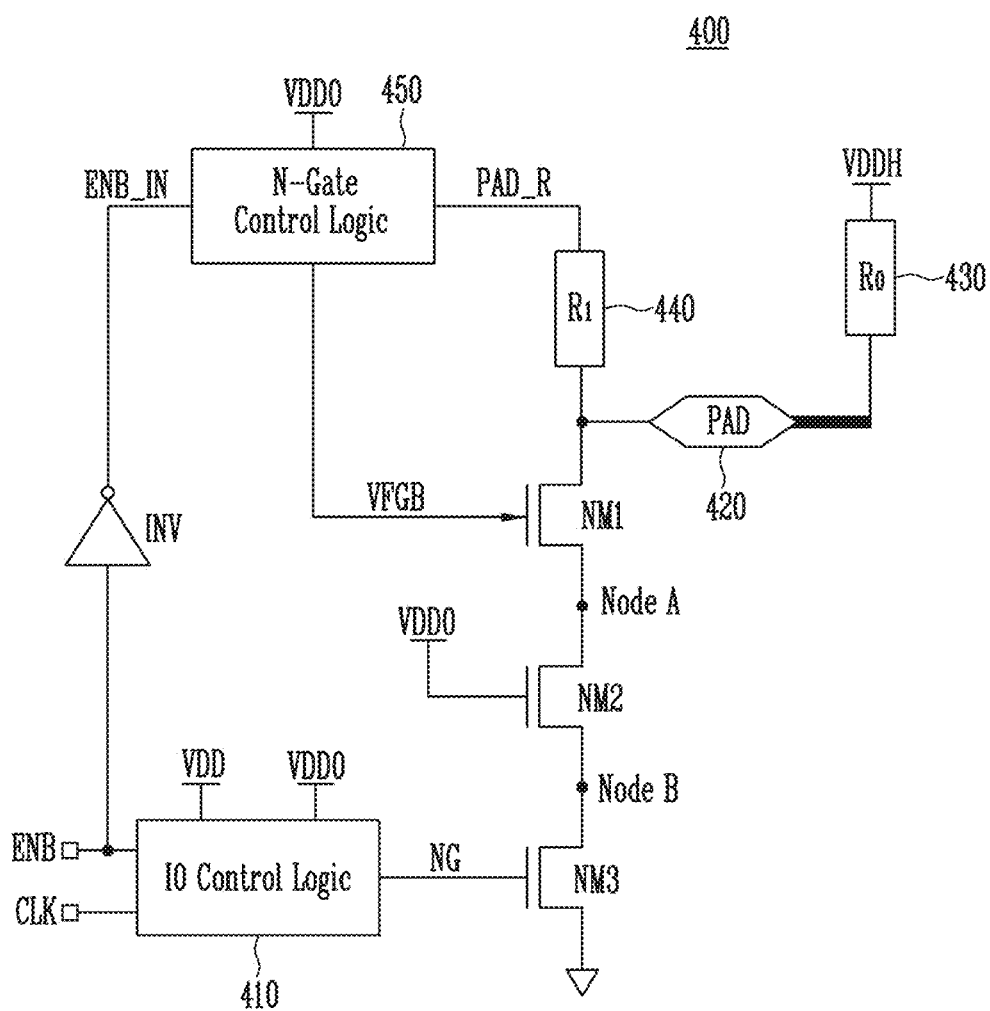 400
VDDO
450
ENB_IN
N-Gate
Control Logic
PAD_R
VDDH
R1
440
R0
430
PAD
420
VFGB
NM1
INV
Node A
VDDO
NM2
VDD
VDDO
Node B
ENB
IO Control Logic
NG
NM3
CLK
410